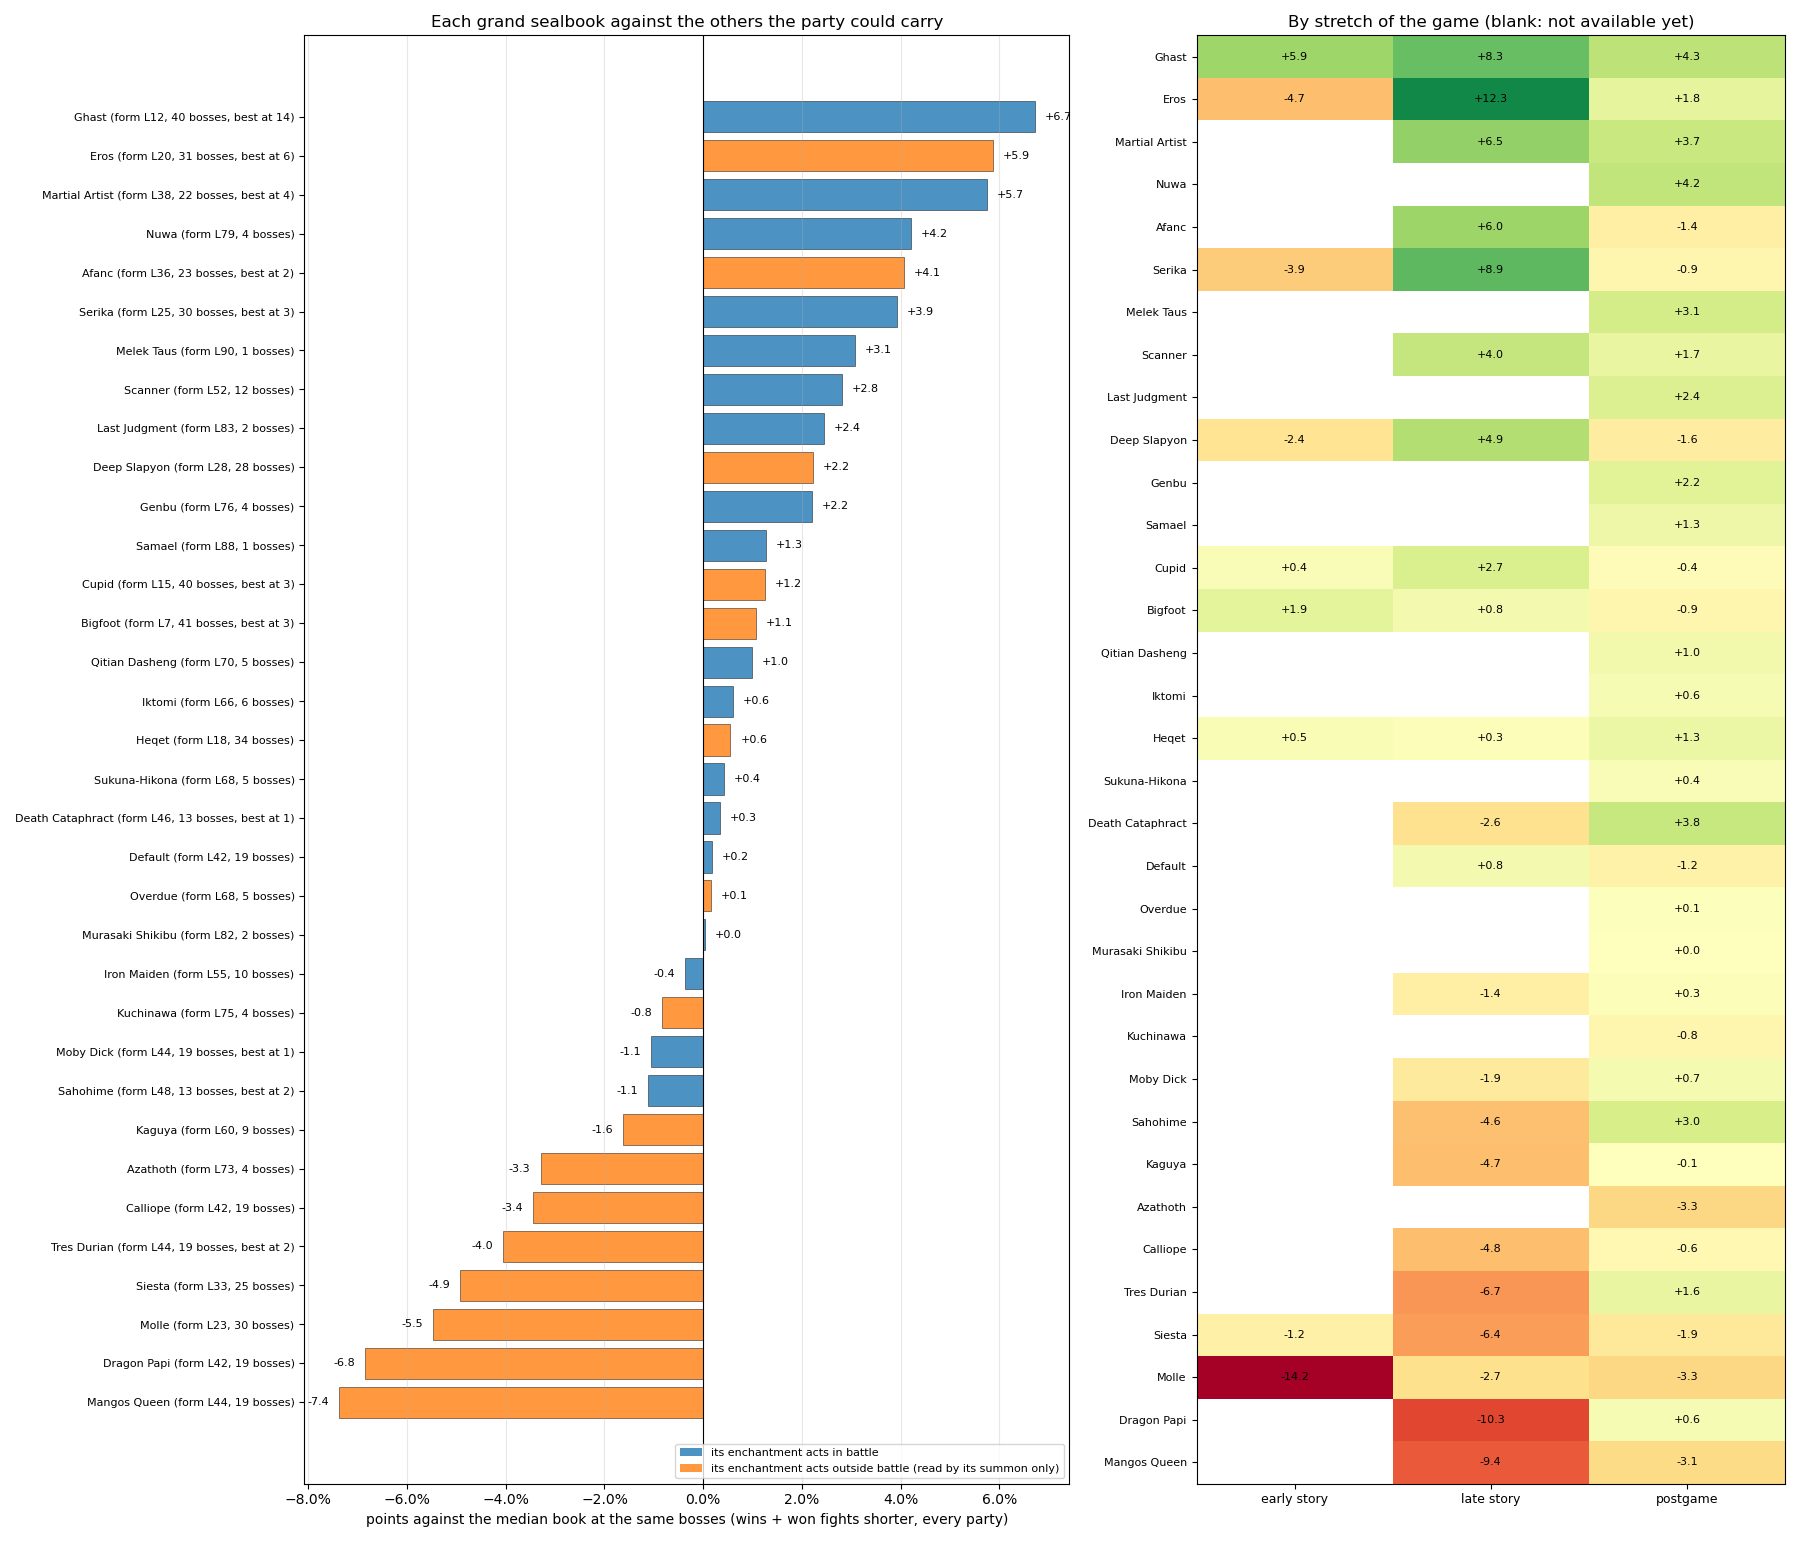 Each grand sealbook against the others the party could carry
Ghast (form L12, 40 bosses, best at 14)
+6.7
Eros (form L20, 31 bosses, best at 6)
+5.9
Martial Artist (form L38, 22 bosses, best at 4)
+5.7
Nuwa (form L79, 4 bosses)
+4.2
Afanc (form L36, 23 bosses, best at 2)
+4.1
Serika (form L25, 30 bosses, best at 3)
+3.9
Melek Taus (form L90, 1 bosses)
+3.1
Scanner (form L52, 12 bosses)
+2.8
Last Judgment (form L83, 2 bosses)
+2.4
Deep Slapyon (form L28, 28 bosses)
+2.2
Genbu (form L76, 4 bosses)
+2.2
Samael (form L88, 1 bosses)
+1.3
Cupid (form L15, 40 bosses, best at 3)
+1.2
Bigfoot (form L7, 41 bosses, best at 3)
+1.1
Qitian Dasheng (form L70, 5 bosses)
+1.0
Iktomi (form L66, 6 bosses)
+0.6
Heqet (form L18, 34 bosses)
+0.6
Sukuna-Hikona (form L68, 5 bosses)
+0.4
Death Cataphract (form L46, 13 bosses, best at 1)
+0.3
Default (form L42, 19 bosses)
+0.2
Overdue (form L68, 5 bosses)
+0.1
Murasaki Shikibu (form L82, 2 bosses)
+0.0
Iron Maiden (form L55, 10 bosses)
-0.4
Kuchinawa (form L75, 4 bosses)
-0.8
Moby Dick (form L44, 19 bosses, best at 1)
-1.1
Sahohime (form L48, 13 bosses, best at 2)
-1.1
Kaguya (form L60, 9 bosses)
-1.6
Azathoth (form L73, 4 bosses)
-3.3
Calliope (form L42, 19 bosses)
-3.4
Tres Durian (form L44, 19 bosses, best at 2)
-4.0
Siesta (form L33, 25 bosses)
-4.9
Molle (form L23, 30 bosses)
-5.5
Dragon Papi (form L42, 19 bosses)
-6.8
Mangos Queen (form L44, 19 bosses)
-7.4
its enchantment acts in battle
its enchantment acts outside battle (read by its summon only)
−8.0% −6.0% −4.0% −2.0% 0.0% 2.0% 4.0% 6.0%
points against the median book at the same bosses (wins + won fights shorter, every party)
By stretch of the game (blank: not available yet)
Ghast +5.9 +8.3 +4.3
Eros -4.7 +12.3 +1.8
Martial Artist +6.5 +3.7
Nuwa +4.2
Afanc +6.0 -1.4
Serika -3.9 +8.9 -0.9
Melek Taus +3.1
Scanner +4.0 +1.7
Last Judgment +2.4
Deep Slapyon -2.4 +4.9 -1.6
Genbu +2.2
Samael +1.3
Cupid +0.4 +2.7 -0.4
Bigfoot +1.9 +0.8 -0.9
Qitian Dasheng +1.0
Iktomi +0.6
Heqet +0.5 +0.3 +1.3
Sukuna-Hikona +0.4
Death Cataphract -2.6 +3.8
Default +0.8 -1.2
Overdue +0.1
Murasaki Shikibu +0.0
Iron Maiden -1.4 +0.3
Kuchinawa -0.8
Moby Dick -1.9 +0.7
Sahohime -4.6 +3.0
Kaguya -4.7 -0.1
Azathoth -3.3
Calliope -4.8 -0.6
Tres Durian -6.7 +1.6
Siesta -1.2 -6.4 -1.9
Molle -14.2 -2.7 -3.3
Dragon Papi -10.3 +0.6
Mangos Queen -9.4 -3.1
early story late story postgame